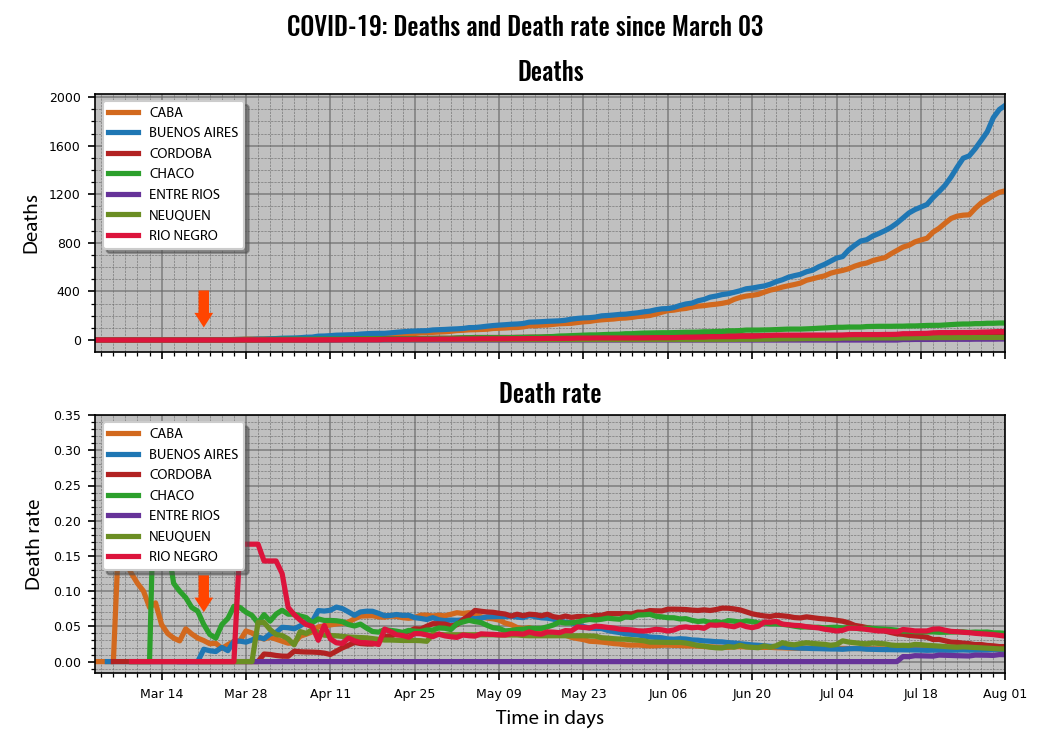 COVID-19: Deaths and Death rate since March 03
Deaths
2000
1600
1200
800
400
0
Deaths
CABA
BUENOS AIRES
CORDOBA
CHACO
ENTRE RIOS
NEUQUEN
RIO NEGRO
Death rate
0.35
0.30
0.25
0.20
0.15
0.10
0.05
0.00
Death rate
CABA
BUENOS AIRES
CORDOBA
CHACO
ENTRE RIOS
NEUQUEN
RIO NEGRO
Mar 14 Mar 28 Apr 11 Apr 25 May 09 May 23 Jun 06 Jun 20 Jul 04 Jul 18 Aug 01
Time in days